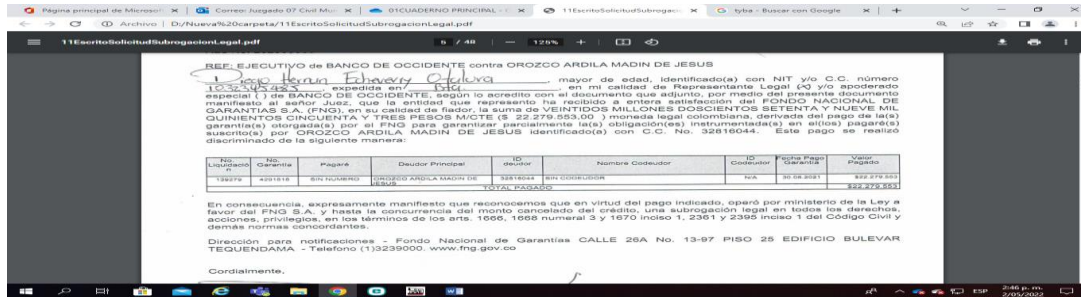 Página principal de Microsof
Correo: Juzgado 07 Civil Mun
01CUADERNO PRINCIPAL -
11EscritoSolicitudSubrogaci
tyba - Buscar con Google
Archivo | D:/Nueva%20carpeta/11EscritoSolicitudSubrogacionLegal.pdf
11EscritoSolicitudSubrogacionLegal.pdf
5 / 48
125%
REF: EJECUTIVO de BANCO DE OCCIDENTE contra OROZCO ARDILA MADIN DE JESUS
Diego Hernan Echeverry Otalora, mayor de edad, identificado(a) con NIT y/o C.C. número
expedida en Bta, en mi calidad de Representante Legal (x) y/o apoderado
especial ( ) de BANCO DE OCCIDENTE, según lo acredito con el documento que adjunto, por medio del presente documento
manifiesto al señor Juez, que la entidad que represento ha recibido a entera satisfacción del FONDO NACIONAL DE
GARANTIAS S.A. (FNG), en su calidad de fiador, la suma de VEINTIDOS MILLONES DOSCIENTOS SETENTA Y NUEVE MIL
QUINIENTOS CINCUENTA Y TRES PESOS M/CTE ($ 22.279.553,00 ) moneda legal colombiana, derivada del pago de la(s)
garantía(s) otorgada(s) por el FNG para garantizar parcialmente la(s) obligación(es) instrumentada(s) en el(los) pagaré(s)
suscrito(s) por OROZCO ARDILA MADIN DE JESUS identificado(a) con C.C. No. 32816044. Este pago se realizó
discriminado de la siguiente manera:
No. Liquidación No. Garantía Pagaré Deudor Principal ID deudor Nombre Codeudor ID Codeudor Fecha Pago Garantía Valor Pagado
SIN NUMERO OROZCO ARDILA MADIN DE JESUS 32816044 SIN CODEUDOR N/A 30.08.2021 $22.279.553
TOTAL PAGADO $22.279.553
En consecuencia, expresamente manifiesto que reconocemos que en virtud del pago indicado, operó por ministerio de la Ley a
favor del FNG S.A. y hasta la concurrencia del monto cancelado del crédito, una subrogación legal en todos los derechos,
acciones, privilegios, en los términos de los arts. 1666, 1668 numeral 3 y 1670 inciso 1, 2361 y 2395 inciso 1 del Código Civil y
demás normas concordantes.
Dirección para notificaciones - Fondo Nacional de Garantías CALLE 26A No. 13-97 PISO 25 EDIFICIO BULEVAR
TEQUENDAMA - Telefono (1)3239000. www.fng.gov.co
Cordialmente,
ESP
2:46 p. m.
2/05/2022